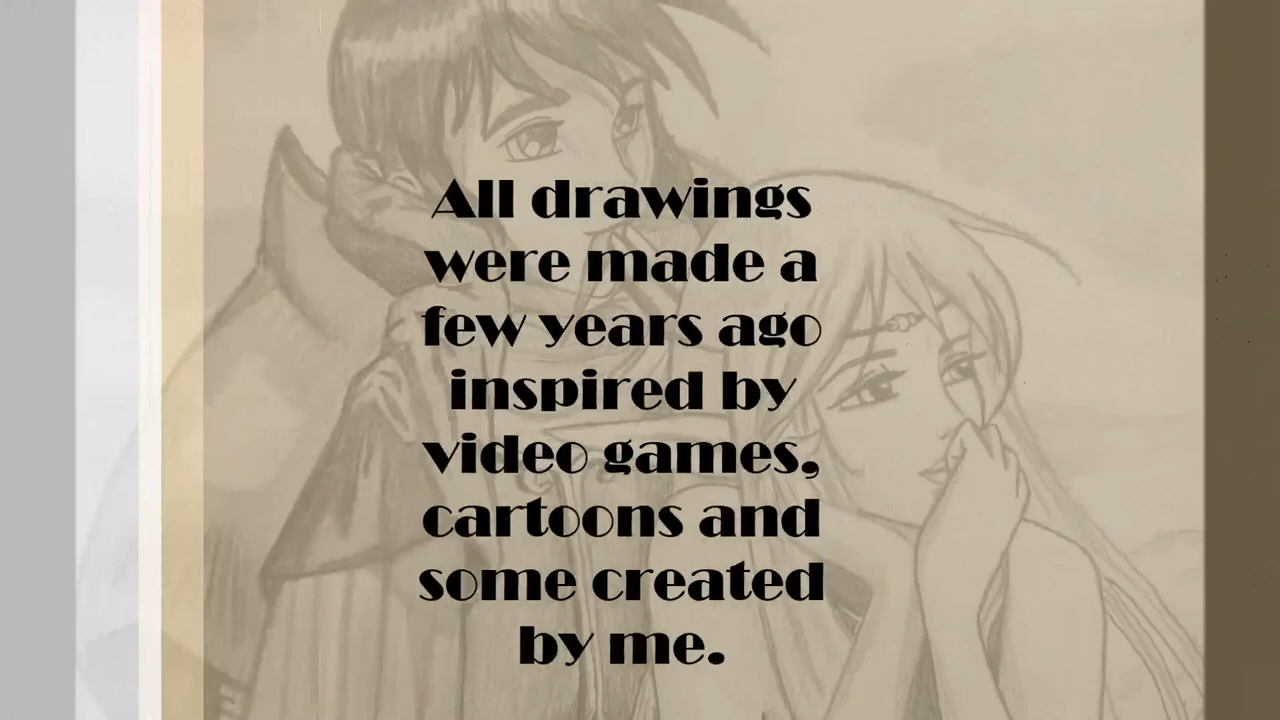 All drawings
were made a
few years ago
inspired by
video games,
cartoons and
some created
by me.